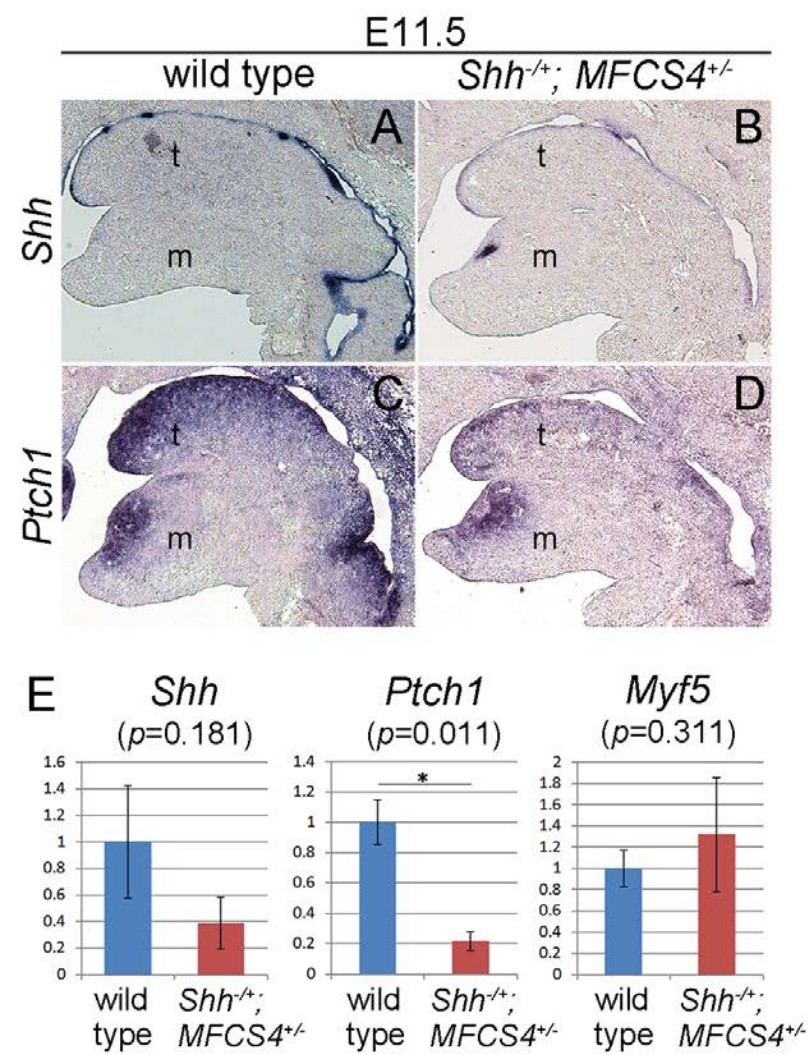 E11.5
wild type Shh-/+; MFCS4+/-
Shh
A
t
m
B
t
m
Ptch1
C
t
m
D
t
m
E
Shh Ptch1 Myf5
(p=0.181) (p=0.011) (p=0.311)
1.6
1.4
1.2
1
0.8
0.6
0.4
0.2
0
wild type
Shh-/+; MFCS4+/-
1.4
1.2
1
0.8
0.6
0.4
0.2
0
*
wild type
Shh-/+; MFCS4+/-
2
1.8
1.6
1.4
1.2
1
0.8
0.6
0.4
0.2
0
wild type
Shh-/+; MFCS4+/-